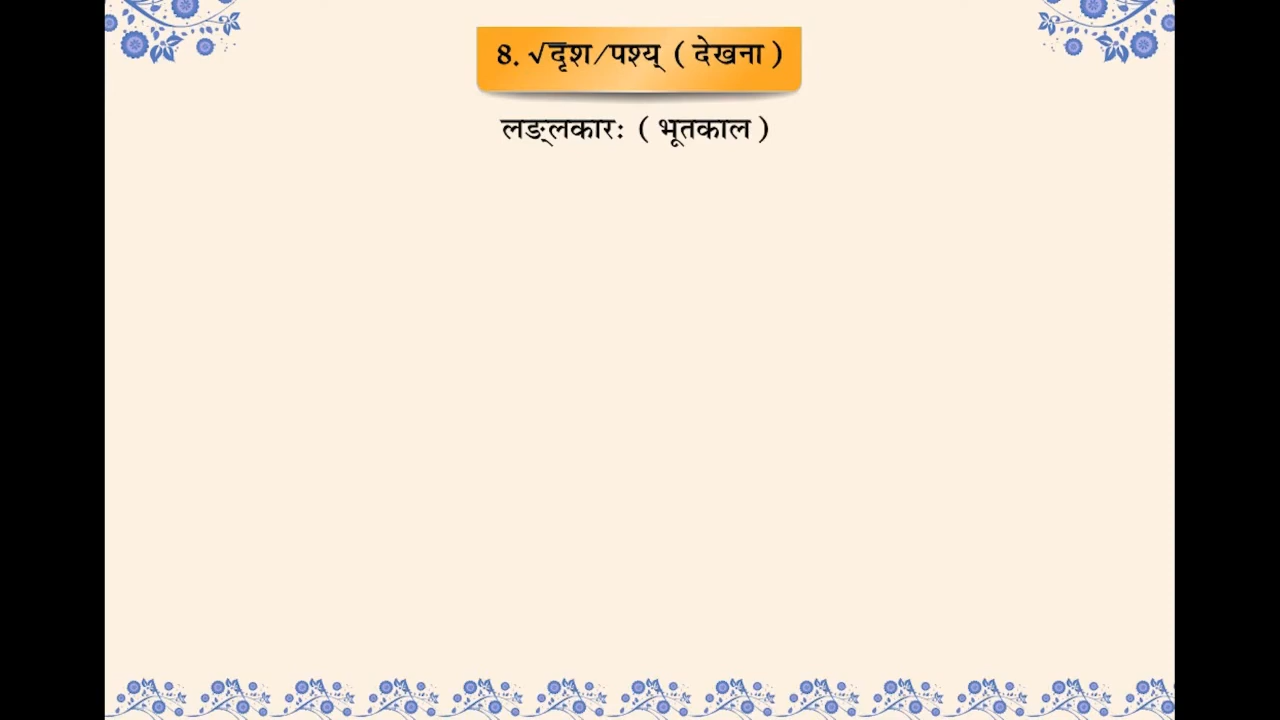 8. √दृश/पश्य् ( देखना )
लङ्लकारः ( भूतकाल )